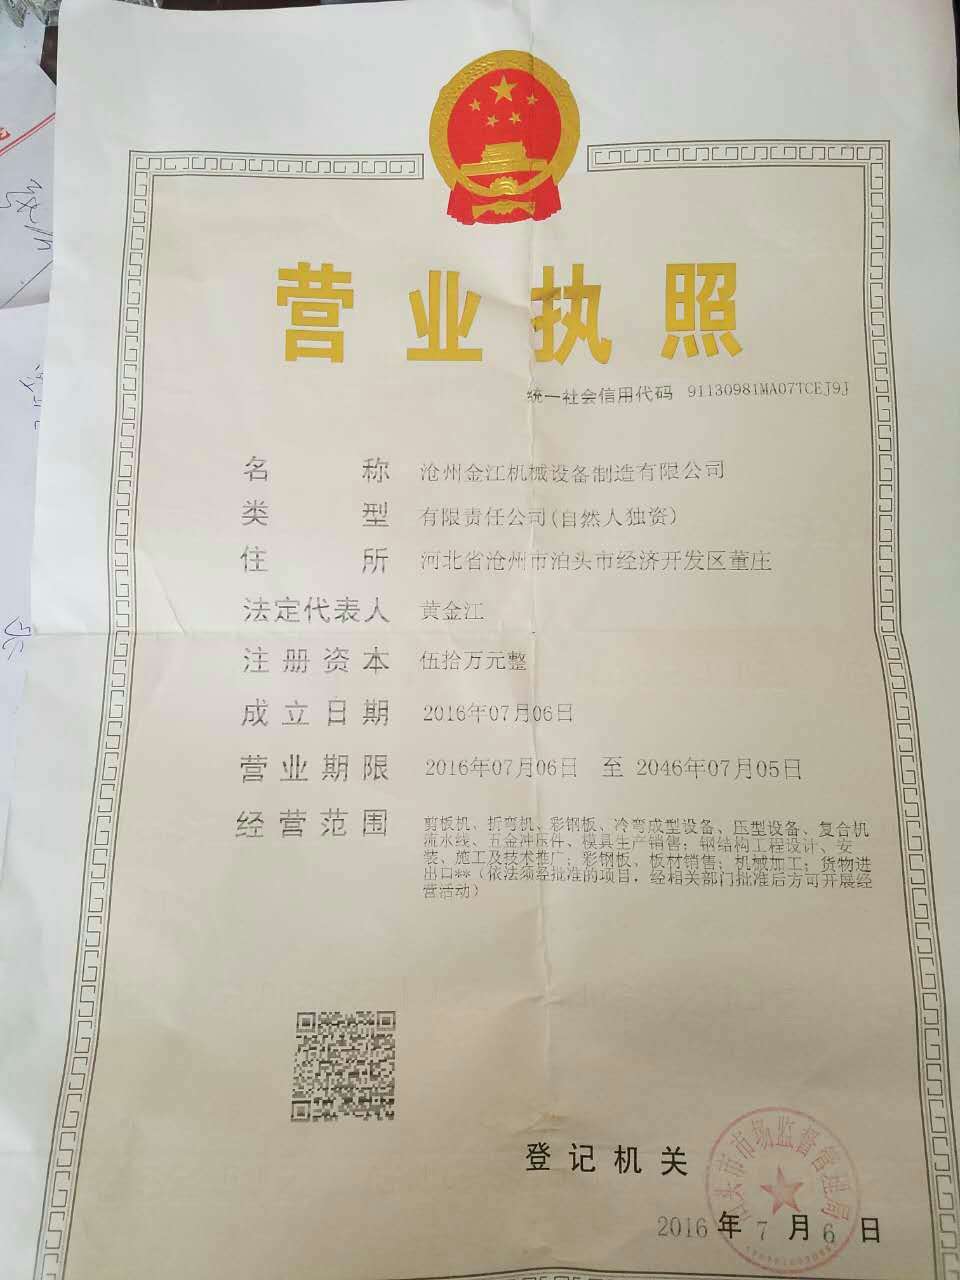 营业执照
统一社会信用代码 91130981MA07TCEJ9J
名称 沧州金江机械设备制造有限公司
类型 有限责任公司(自然人独资)
住所 河北省沧州市泊头市经济开发区董庄
法定代表人 黄金江
注册资本 伍拾万元整
成立日期 2016年07月06日
营业期限 2016年07月06日 至 2046年07月05日
经营范围 剪板机、折弯机、彩钢板、冷弯成型设备、压型设备、复合机
流水线、五金冲压件、模具生产销售；钢结构工程设计、安
装、施工及技术推广；彩钢板、板材销售；机械加工；货物进
出口**（依法须经批准的项目，经相关部门批准后方可开展经
营活动）
登记机关
头市市场监督管理局
2016 年 7 月 6 日